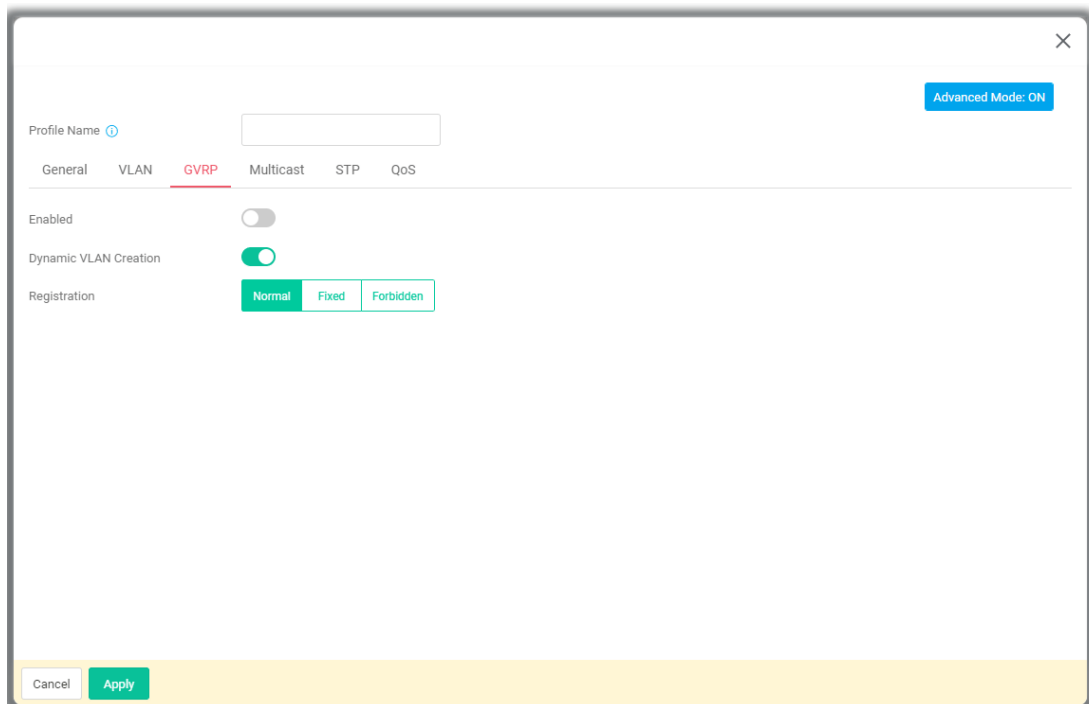 Advanced Mode: ON
Profile Name
General VLAN GVRP Multicast STP QoS
Enabled
Dynamic VLAN Creation
Registration Normal Fixed Forbidden
Cancel Apply